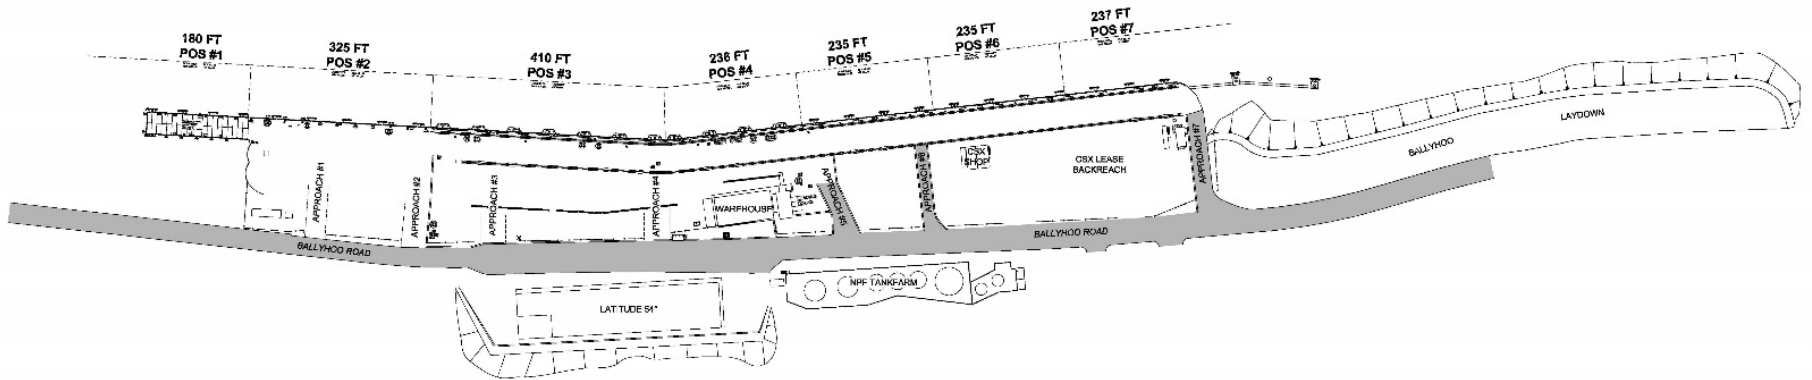 180 FT
POS #1
325 FT
POS #2
410 FT
POS #3
236 FT
POS #4
235 FT
POS #5
235 FT
POS #6
237 FT
POS #7
APPROACH #1
APPROACH #2
APPROACH #3
APPROACH #4
WAREHOUSE
APPROACH #5
APPROACH #6
CSX
SHOP
CSX LEASE
BACKREACH
APPROACH #7
BALLYHOO
LAYDOWN
BALLYHOO ROAD
BALLYHOO ROAD
LATITUDE 54°
NPF TANKFARM